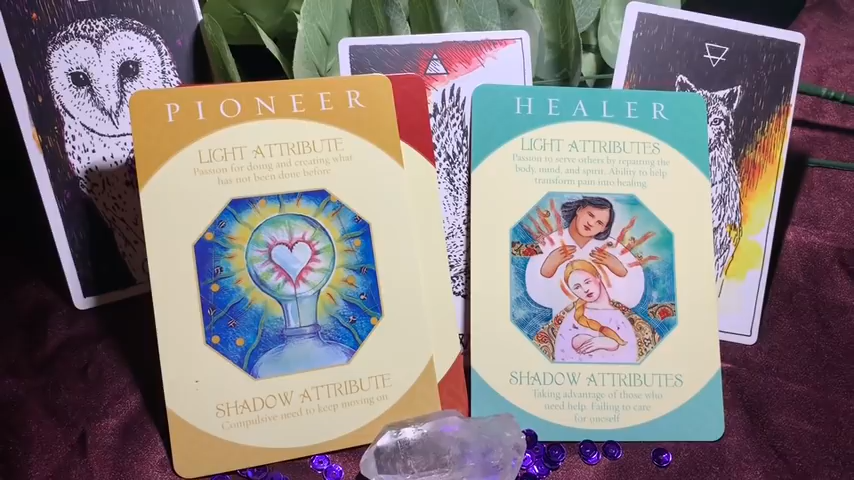 PIONEER
LIGHT ATTRIBUTE
Passion for doing and creating what
has not been done before
SHADOW ATTRIBUTE
Compulsive need to keep moving on
HEALER
LIGHT ATTRIBUTES
Passion to serve others by repairing the
body, mind, and spirit. Ability to help
transform pain into healing.
SHADOW ATTRIBUTES
Taking advantage of those who
need help. Failing to care
for oneself